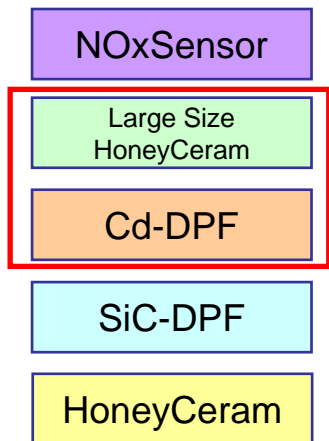 NOxSensor
Large Size
HoneyCeram
Cd-DPF
SiC-DPF
HoneyCeram